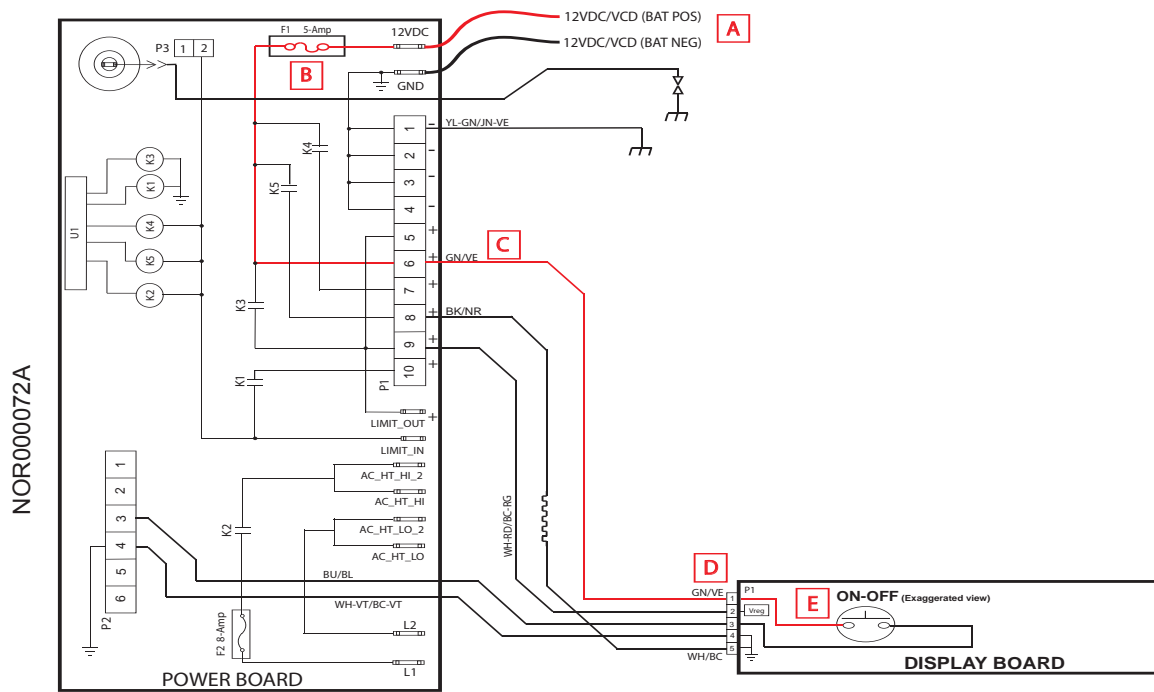 12VDC/VCD (BAT POS)
A
F1 5-Amp
12VDC
12VDC/VCD (BAT NEG)
P3
1
2
B
GND
1
-
YL-GN/JN-VE
K4
2
-
K3
K5
3
-
K1
4
-
U1
K4
5
+
C
K5
6
+
GN/VE
K2
7
+
K3
8
+
BK/NR
9
+
K1
10
+
P1
LIMIT_OUT
+
LIMIT_IN
NOR000072A
1
AC_HT_HI_2
2
AC_HT_HI
3
K2
AC_HT_LO_2
4
AC_HT_LO
WH-RD/BC-RG
5
BU/BL
D
6
WH-VT/BC-VT
P2
F2 8-Amp
L2
L1
POWER BOARD
GN/VE
P1
1
2
Vreg
3
4
5
E
ON-OFF (Exaggerated view)
WH/BC
DISPLAY BOARD